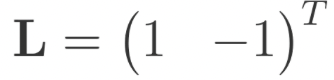 L = (1 −1)^T